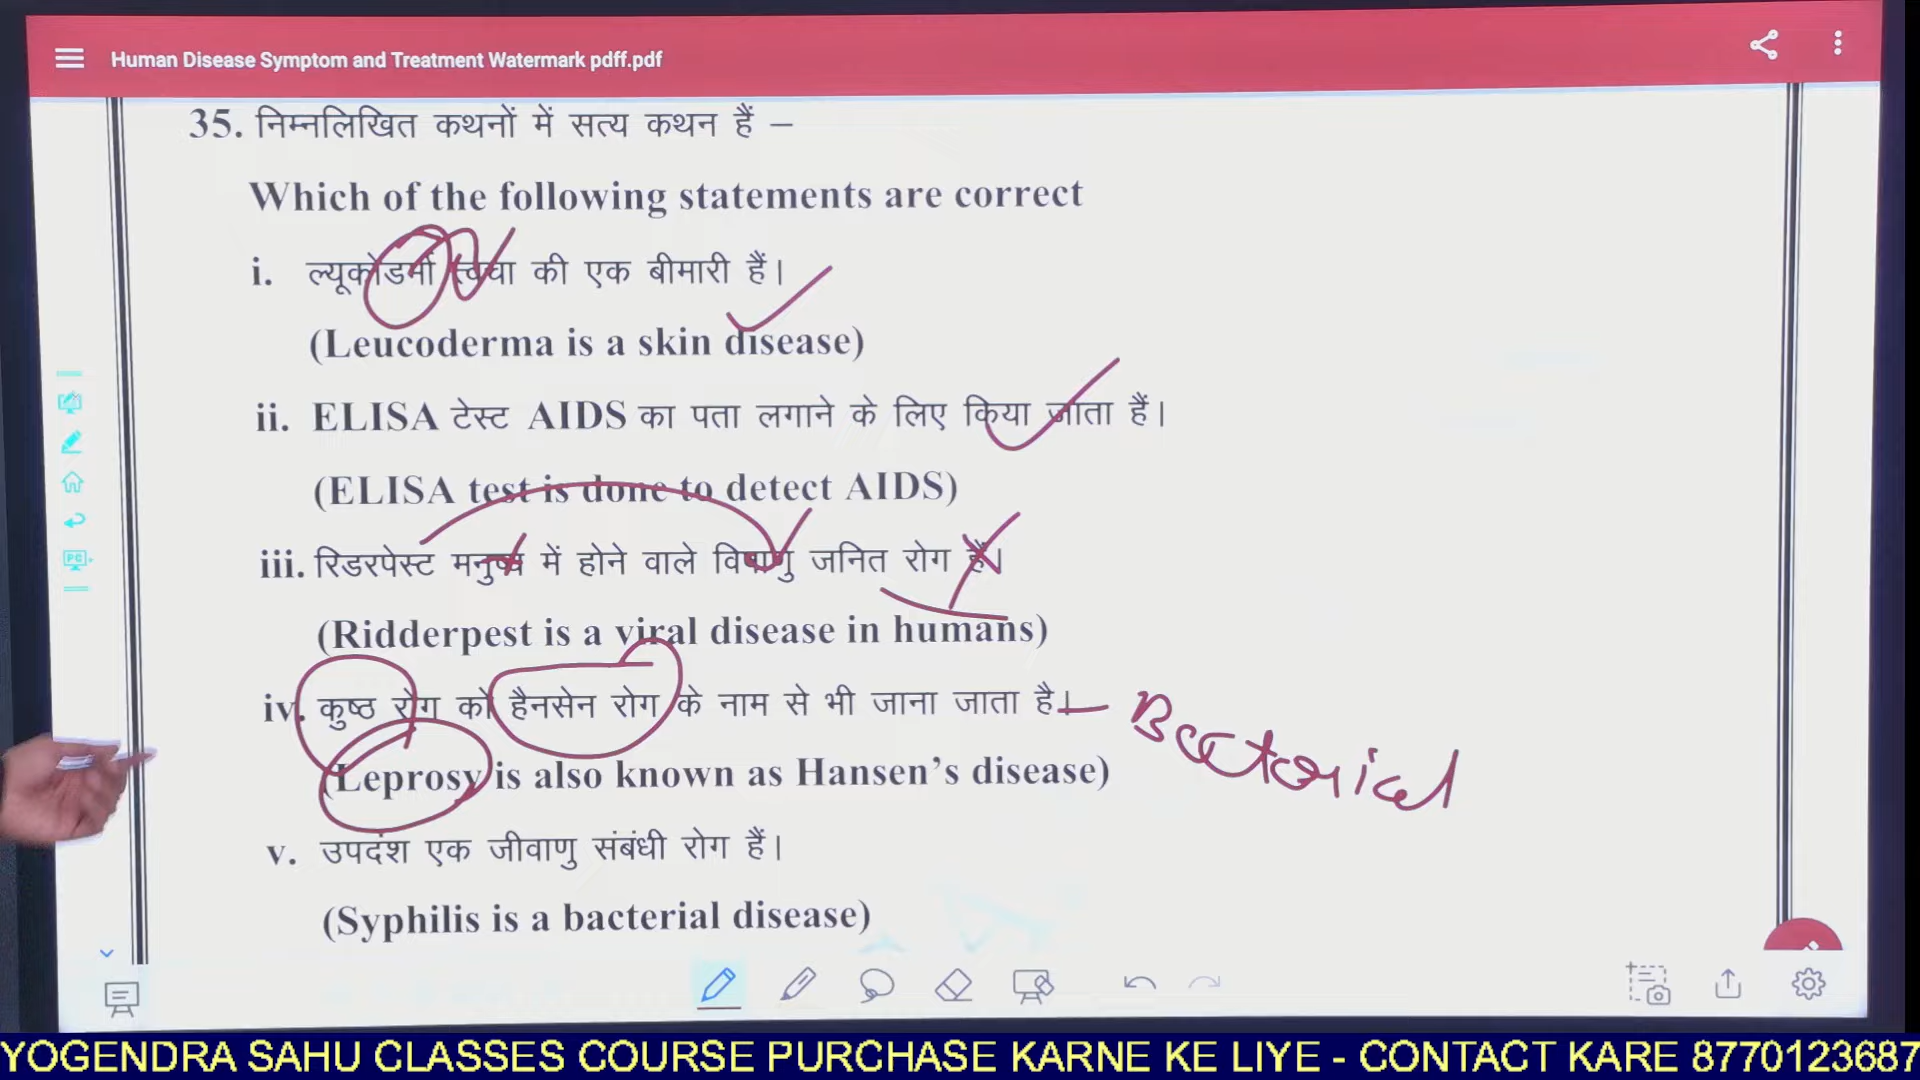 Human Disease Symptom and Treatment Watermark pdff.pdf
35. निम्नलिखित कथनों में सत्य कथन हैं –
Which of the following statements are correct
i. ल्यूकोडर्मा त्वचा की एक बीमारी हैं।
(Leucoderma is a skin disease)
ii. ELISA टेस्ट AIDS का पता लगाने के लिए किया जाता हैं।
(ELISA test is done to detect AIDS)
iii. रिडरपेस्ट मनुष्य में होने वाले विषाणु जनित रोग हैं।
(Ridderpest is a viral disease in humans)
iv. कुष्ठ रोग को हैनसेन रोग के नाम से भी जाना जाता है।
Bacterical
(Leprosy is also known as Hansen's disease)
v. उपदंश एक जीवाणु संबंधी रोग हैं।
(Syphilis is a bacterial disease)
PC
YOGENDRA SAHU CLASSES COURSE PURCHASE KARNE KE LIYE - CONTACT KARE 8770123687